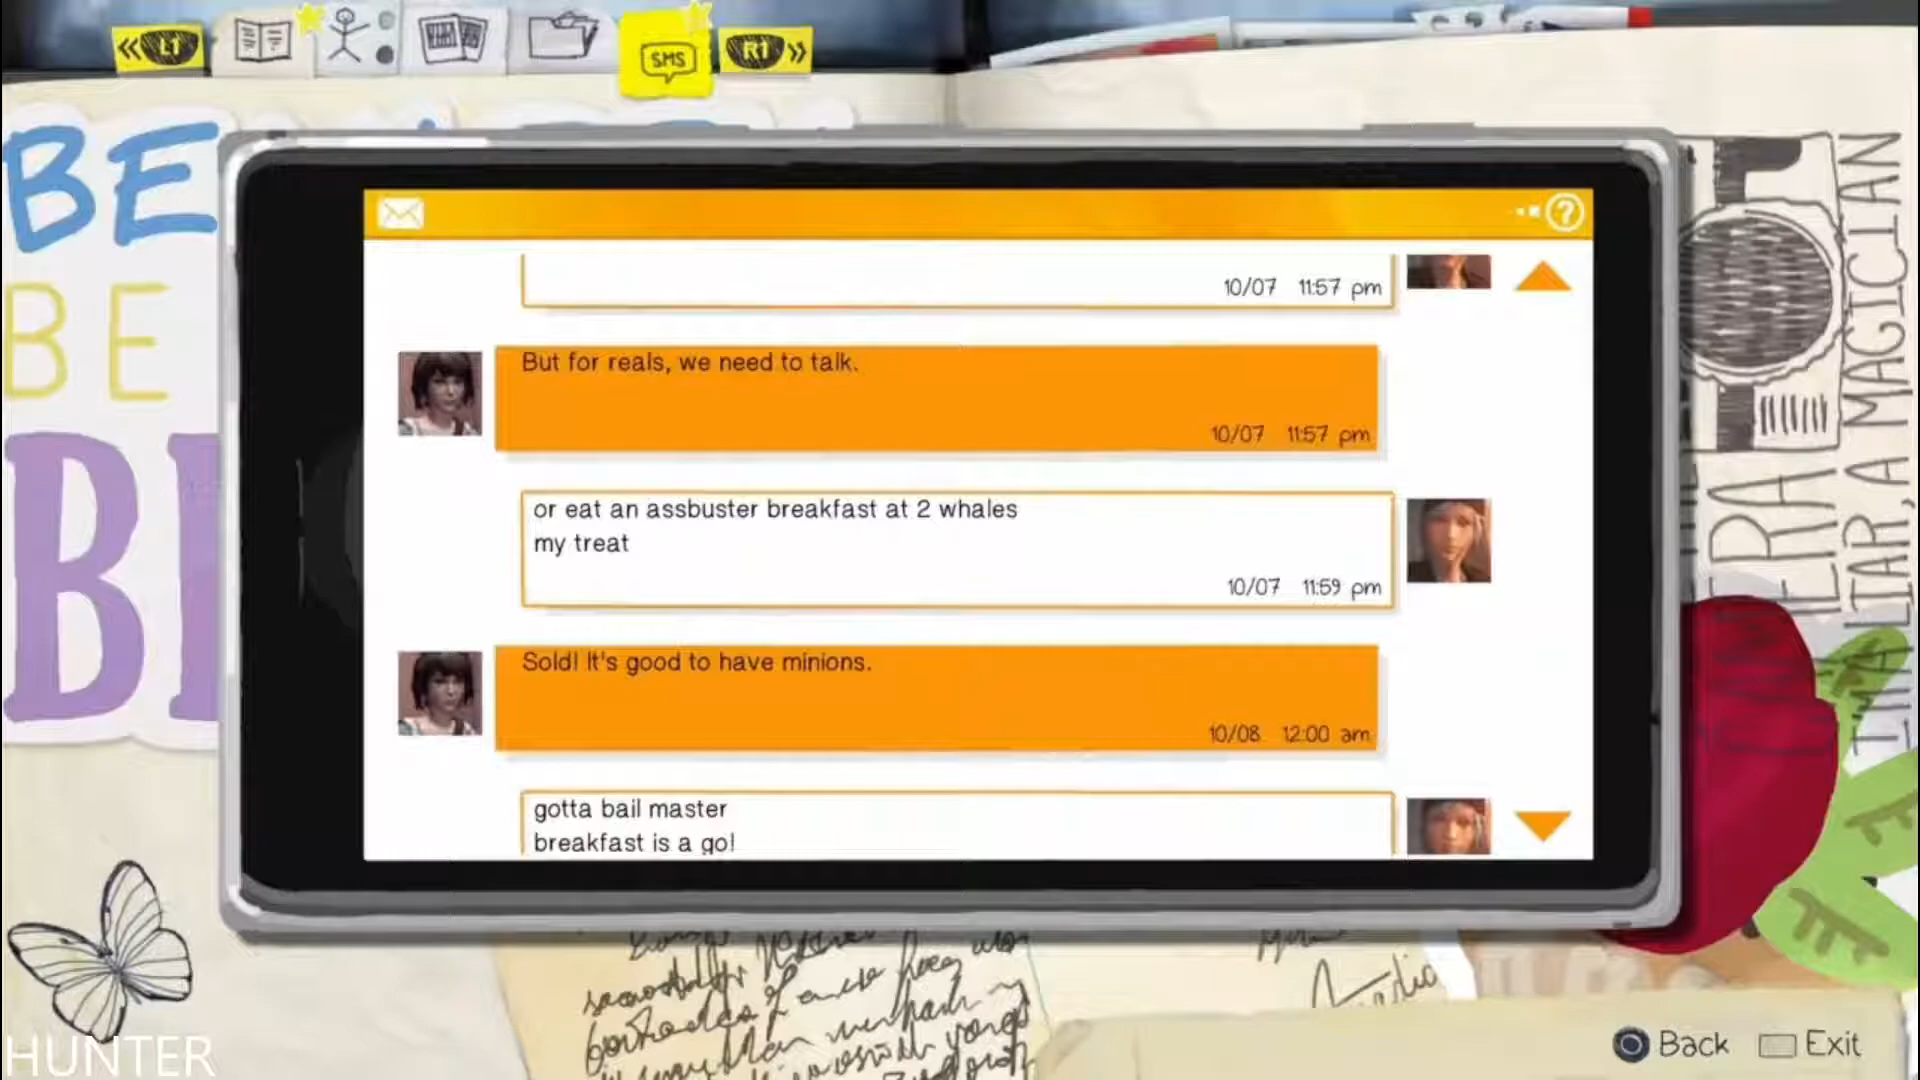 L1
SMS
R1
BE
BE
10/07 11:57 pm
But for reals, we need to talk.
10/07 11:57 pm
or eat an assbuster breakfast at 2 whales
my treat
10/07 11:59 pm
Sold! It's good to have minions.
10/08 12:00 am
gotta bail master
breakfast is a go!
LIAR, A MAGICIAN
HUNTER
Back
Exit